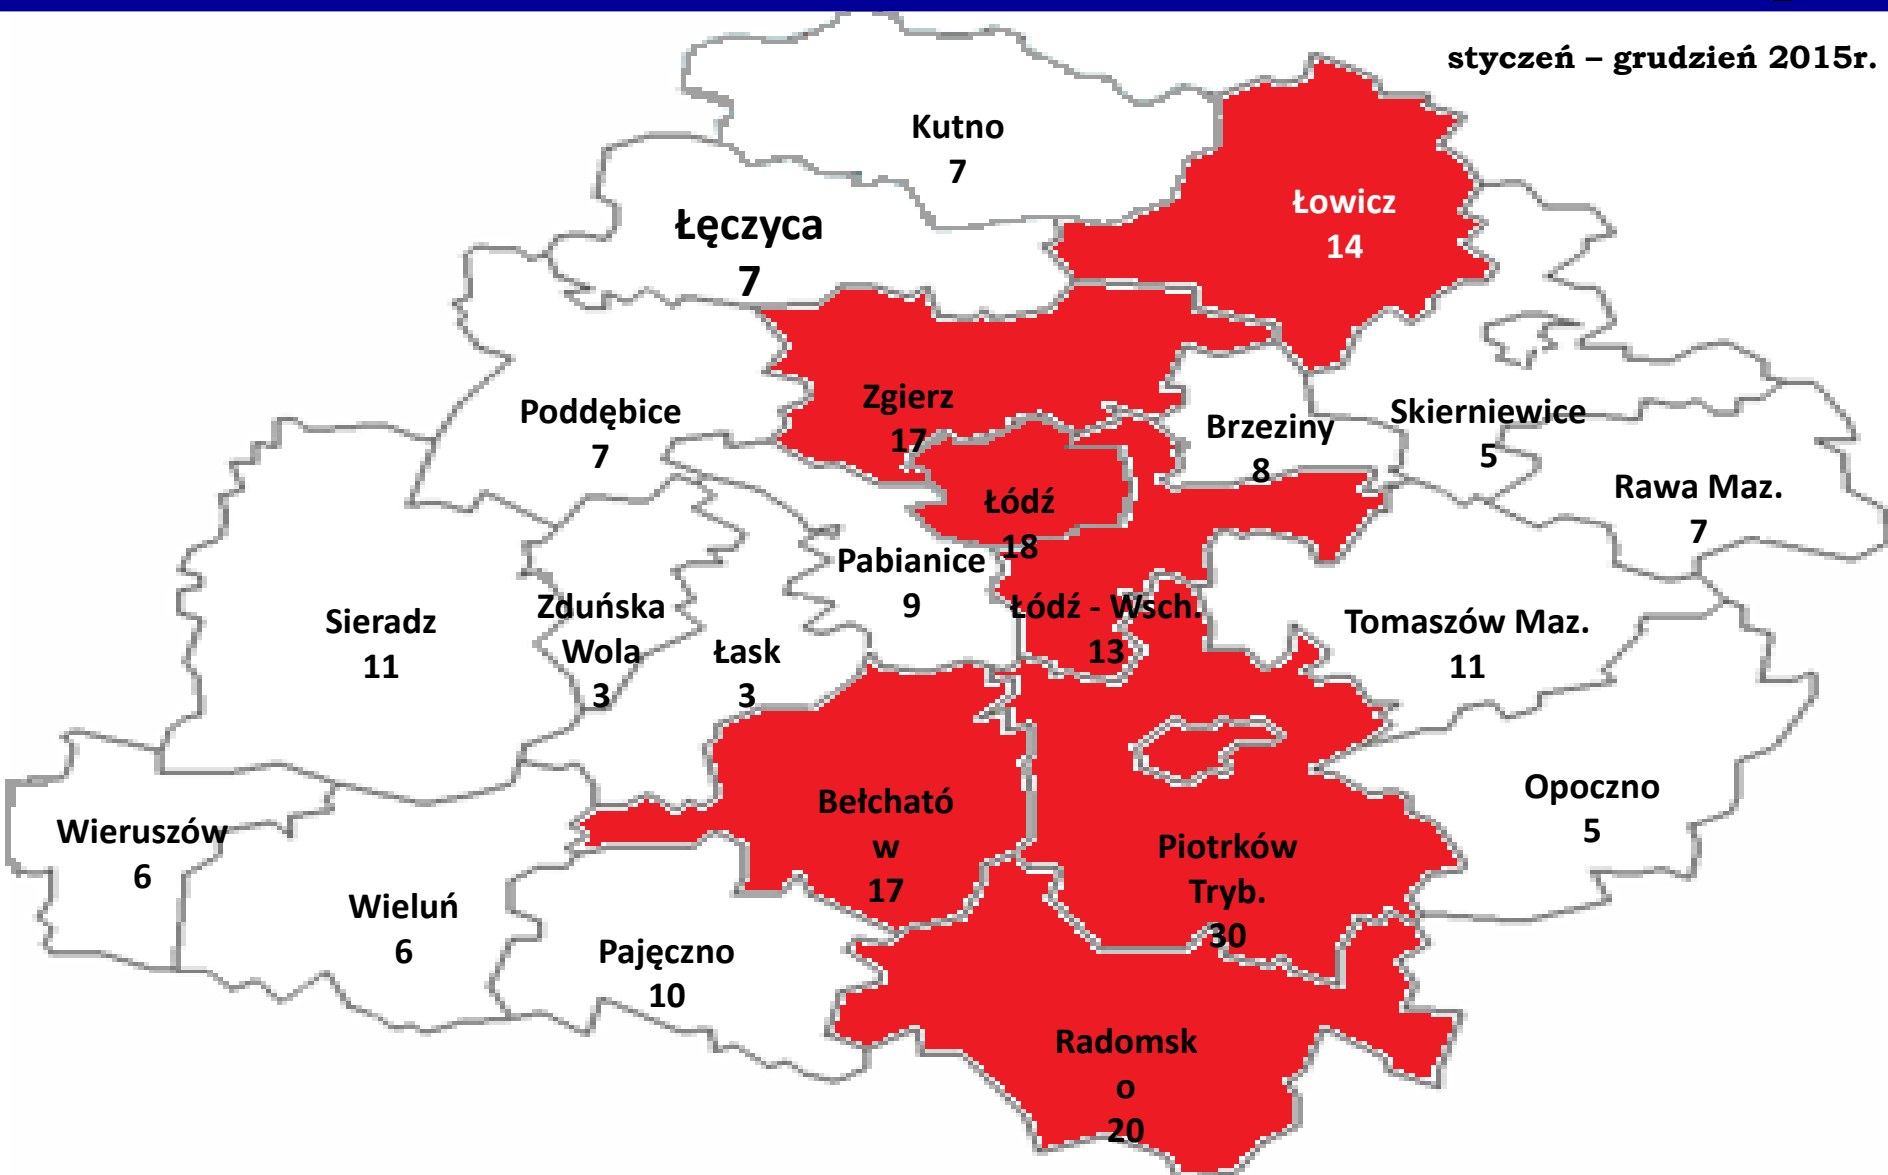 styczeń – grudzień 2015r.
Kutno
7
Łowicz
14
Łęczyca
7
Zgierz
17
Poddębice
7
Brzeziny
8
Skierniewice
5
Rawa Maz.
7
Łódź
18
Pabianice
9
Łódź - Wsch.
13
Sieradz
11
Zduńska
Wola
3
Łask
3
Tomaszów Maz.
11
Opoczno
5
Wieruszów
6
Bełcható
w
17
Piotrków
Tryb.
30
Wieluń
6
Pajęczno
10
Radomsk
o
20